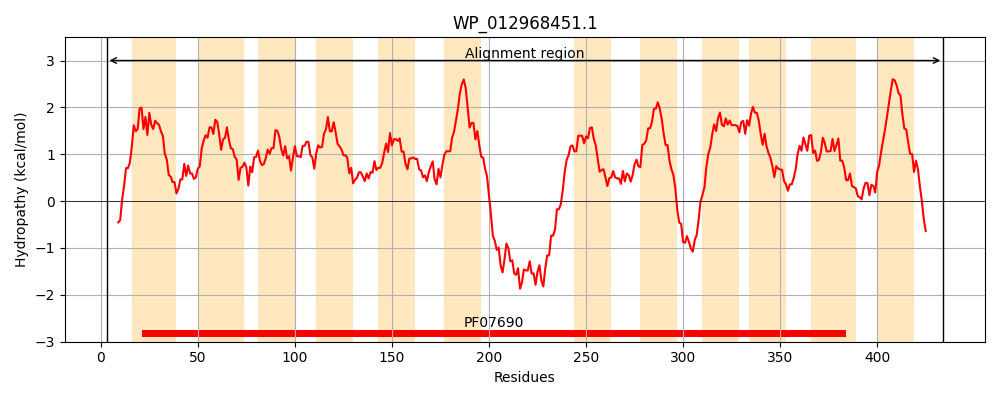 WP_012968451.1
Alignment region
3
2
1
0
−1
−2
−3
Hydropathy (kcal/mol)
PF07690
0 50 100 150 200 250 300 350 400
Residues